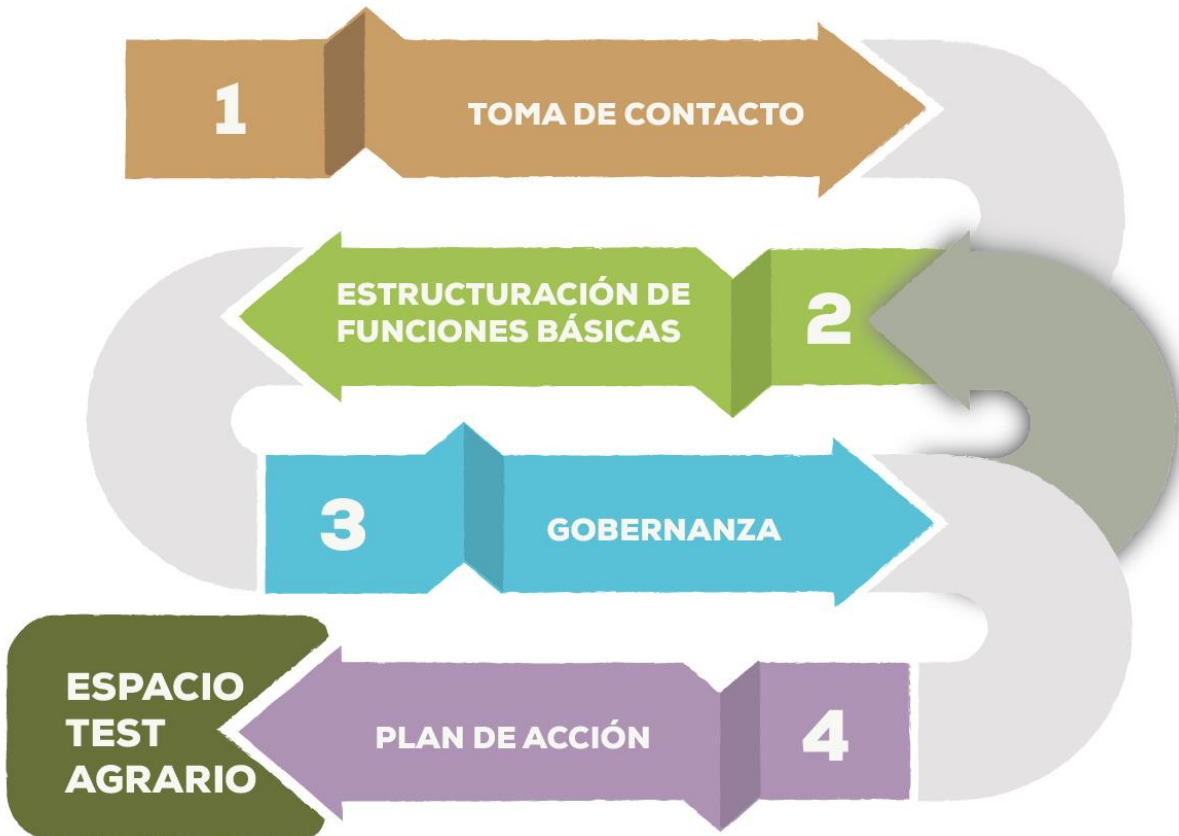 1
TOMA DE CONTACTO
2
ESTRUCTURACIÓN DE
FUNCIONES BÁSICAS
3
GOBERNANZA
4
PLAN DE ACCIÓN
ESPACIO
TEST
AGRARIO